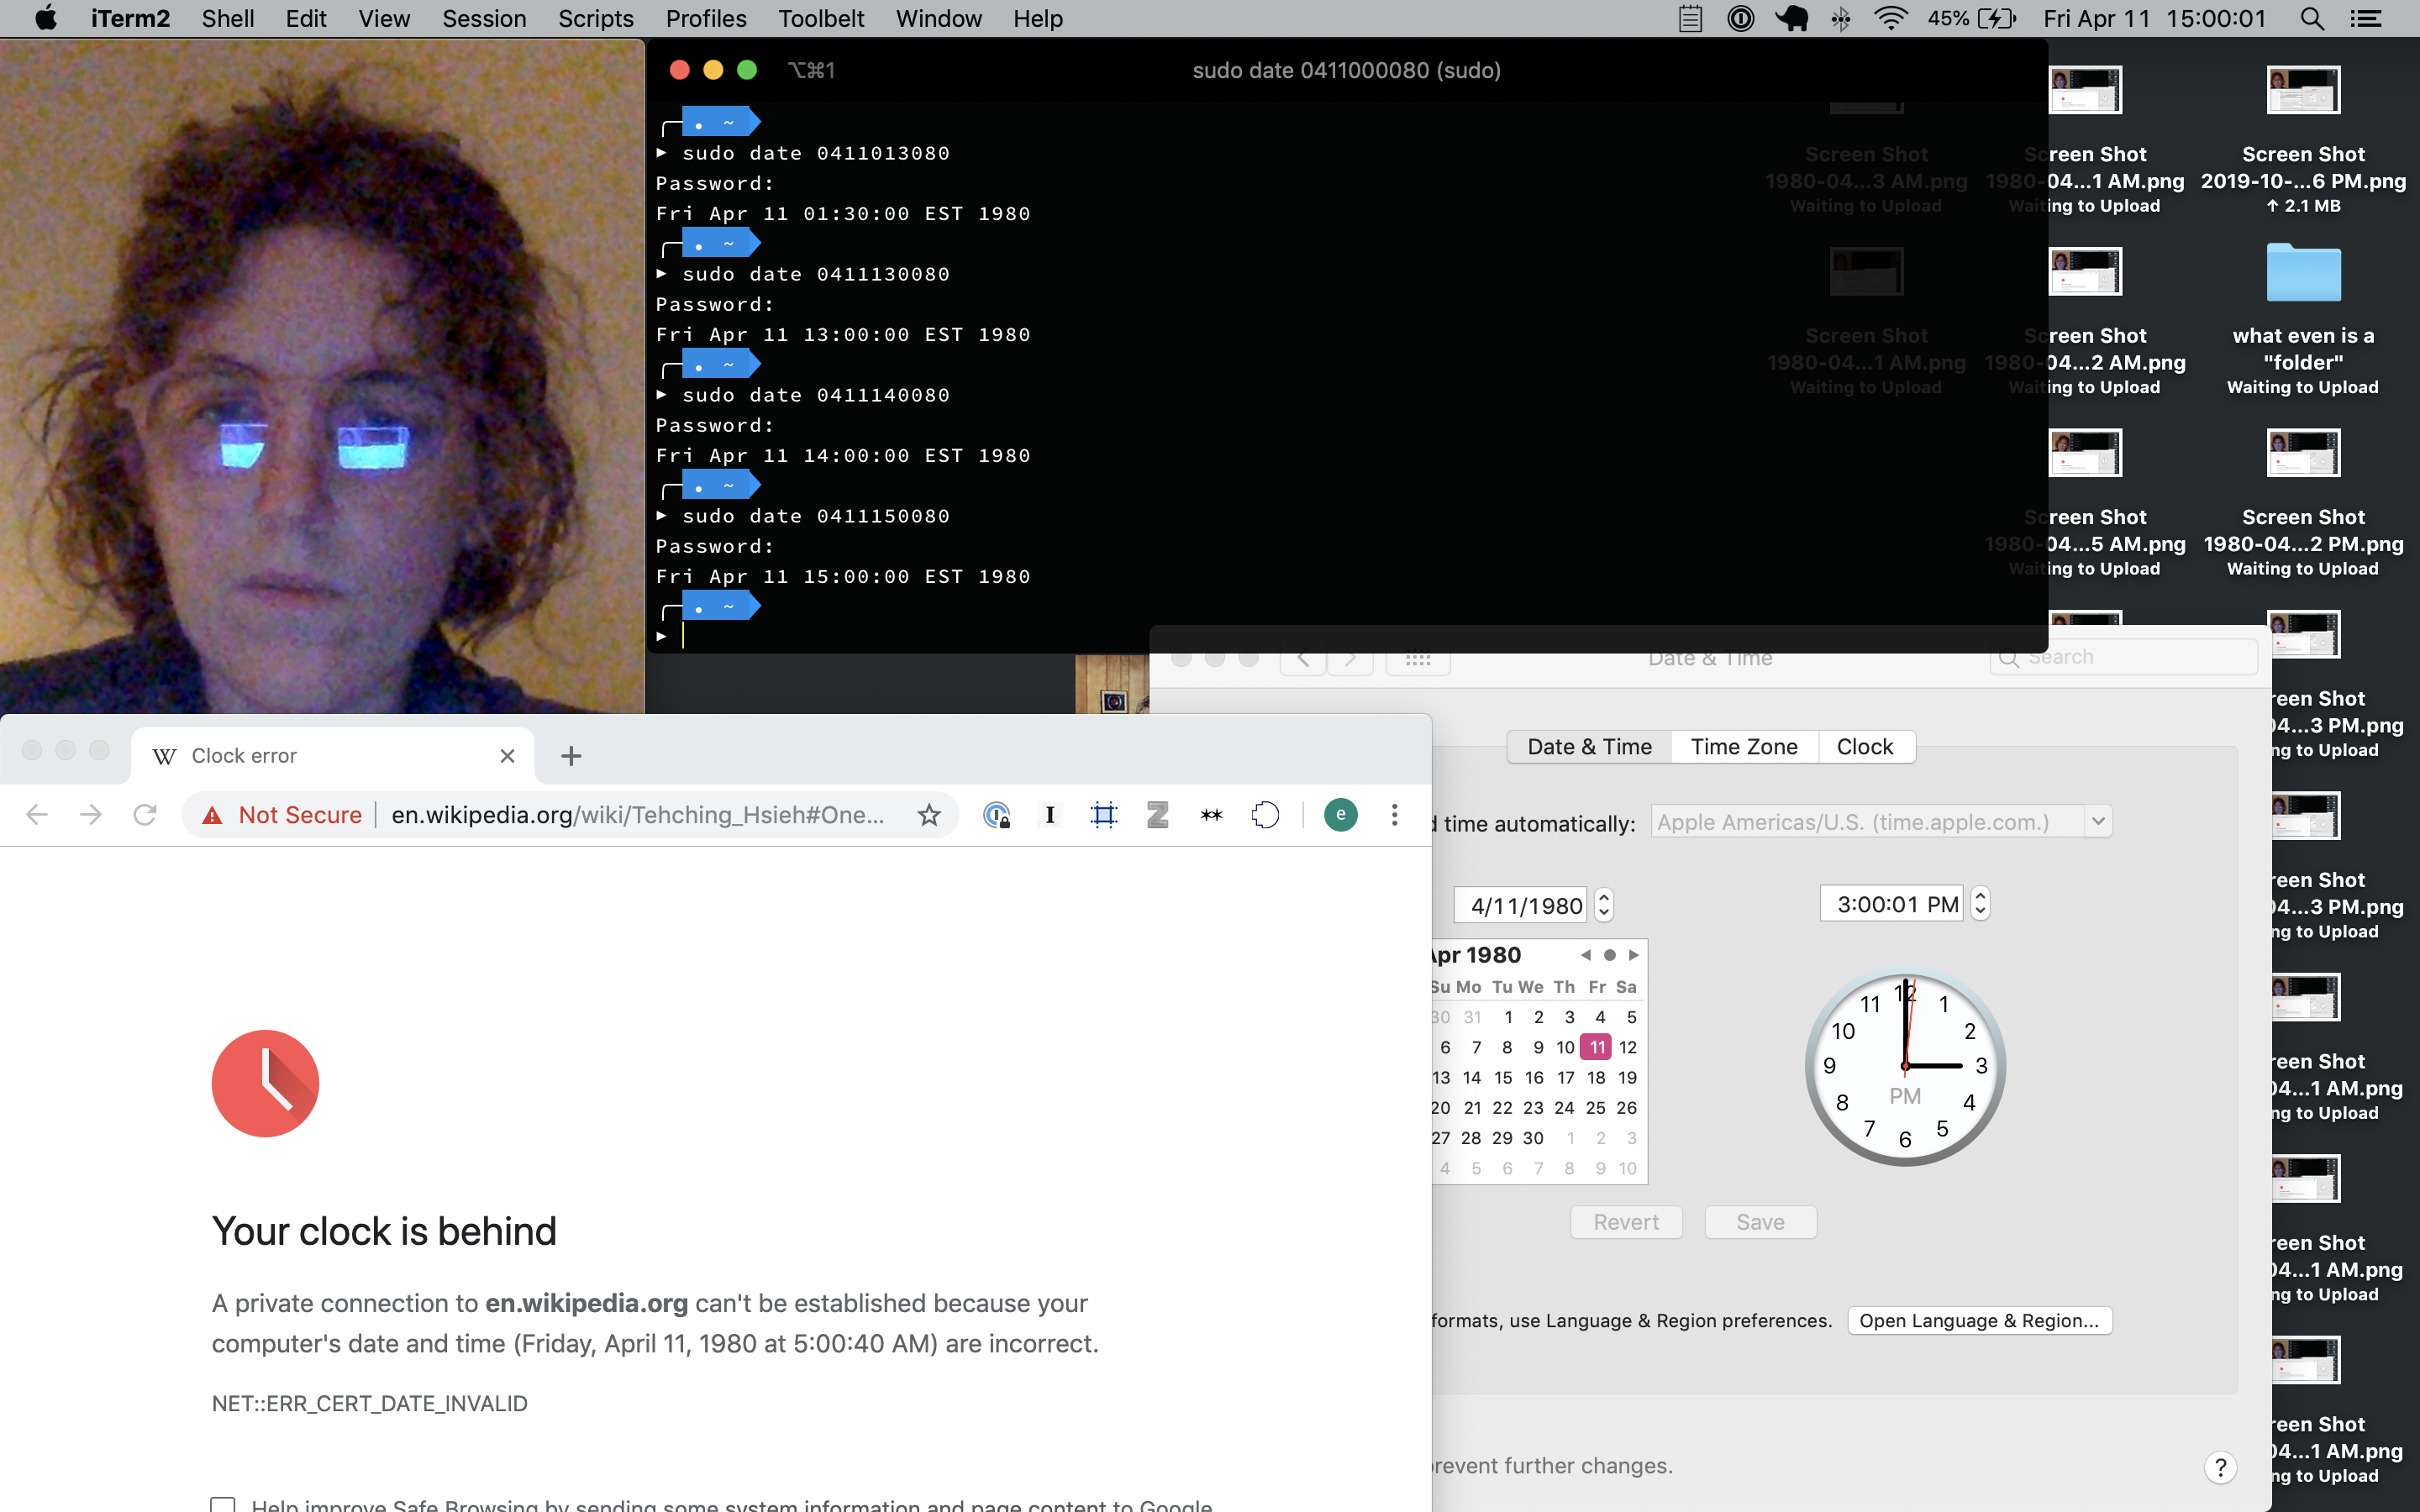 iTerm2 Shell Edit View Session Scripts Profiles Toolbelt Window Help 45% Fri Apr 11 15:00:01
⌥⌘1 sudo date 0411000080 (sudo)
. ~
▶ sudo date 0411013080
Password:
Fri Apr 11 01:30:00 EST 1980
. ~
▶ sudo date 0411130080
Password:
Fri Apr 11 13:00:00 EST 1980
. ~
▶ sudo date 0411140080
Password:
Fri Apr 11 14:00:00 EST 1980
. ~
▶ sudo date 0411150080
Password:
Fri Apr 11 15:00:00 EST 1980
. ~
▶
Screen Shot
1980-04...3 AM.png
Waiting to Upload
Screen Shot
1980-04...1 AM.png
Waiting to Upload
Screen Shot
2019-10-...6 PM.png
↑ 2.1 MB
Screen Shot
1980-04...1 AM.png
Waiting to Upload
Screen Shot
1980-04...2 AM.png
Waiting to Upload
what even is a
"folder"
Waiting to Upload
Screen Shot
1980-04...5 AM.png
Waiting to Upload
Screen Shot
1980-04...2 PM.png
Waiting to Upload
reen Shot
04...3 PM.png
ng to Upload
reen Shot
04...3 PM.png
ng to Upload
reen Shot
04...1 AM.png
ng to Upload
reen Shot
04...1 AM.png
ng to Upload
reen Shot
04...1 AM.png
ng to Upload
Date & Time Search
Date & Time Time Zone Clock
d time automatically: Apple Americas/U.S. (time.apple.com.)
4/11/1980 3:00:01 PM
Apr 1980
Su Mo Tu We Th Fr Sa
30 31 1 2 3 4 5
6 7 8 9 10 11 12
13 14 15 16 17 18 19
20 21 22 23 24 25 26
27 28 29 30 1 2 3
4 5 6 7 8 9 10
12 1 2 3 4 5 6 7 8 9 10 11
PM
Revert Save
formats, use Language & Region preferences. Open Language & Region...
revent further changes. ?
W Clock error
Not Secure en.wikipedia.org/wiki/Tehching_Hsieh#One... I Z ** e
Your clock is behind
A private connection to en.wikipedia.org can't be established because your
computer's date and time (Friday, April 11, 1980 at 5:00:40 AM) are incorrect.
NET::ERR_CERT_DATE_INVALID
Help improve Safe Browsing by sending some system information and page content to Google.